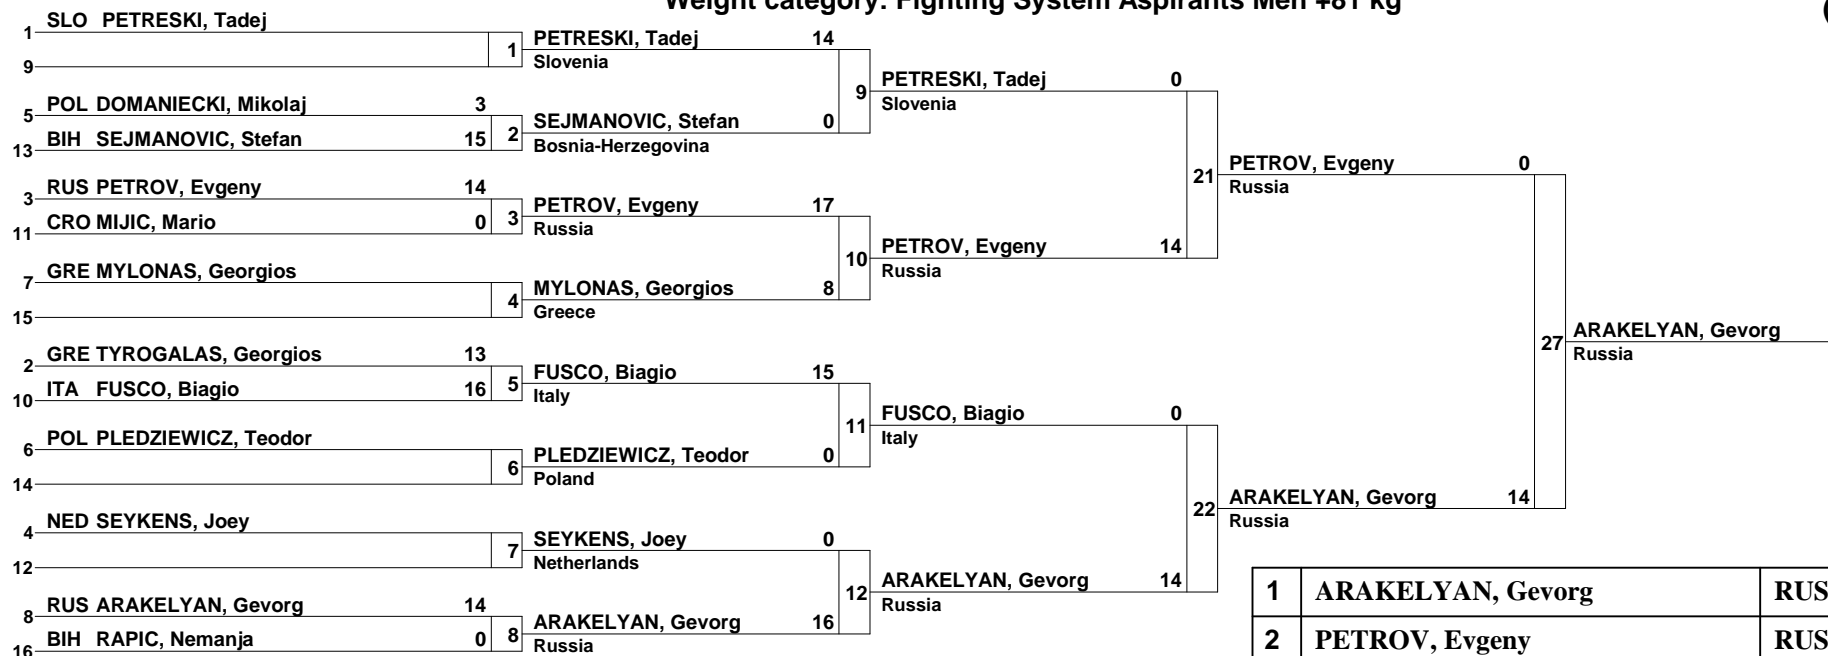 Weight category: Fighting System Aspirants Men +81 kg
1 SLO PETRESKI, Tadej
9
1 PETRESKI, Tadej 14
Slovenia
5 POL DOMANIECKI, Mikolaj 3
13 BIH SEJMANOVIC, Stefan 15
2 SEJMANOVIC, Stefan 0
Bosnia-Herzegovina
9 PETRESKI, Tadej 0
Slovenia
3 RUS PETROV, Evgeny 14
11 CRO MIJIC, Mario 0
3 PETROV, Evgeny 17
Russia
7 GRE MYLONAS, Georgios
15
4 MYLONAS, Georgios 8
Greece
10 PETROV, Evgeny 14
Russia
21 PETROV, Evgeny 0
Russia
2 GRE TYROGALAS, Georgios 13
10 ITA FUSCO, Biagio 16
5 FUSCO, Biagio 15
Italy
6 POL PLEDZIEWICZ, Teodor
14
6 PLEDZIEWICZ, Teodor 0
Poland
11 FUSCO, Biagio 0
Italy
4 NED SEYKENS, Joey
12
7 SEYKENS, Joey 0
Netherlands
8 RUS ARAKELYAN, Gevorg 14
16 BIH RAPIC, Nemanja 0
8 ARAKELYAN, Gevorg 16
Russia
12 ARAKELYAN, Gevorg 14
Russia
22 ARAKELYAN, Gevorg 14
Russia
27 ARAKELYAN, Gevorg
Russia
1 ARAKELYAN, Gevorg RUS
2 PETROV, Evgeny RUS